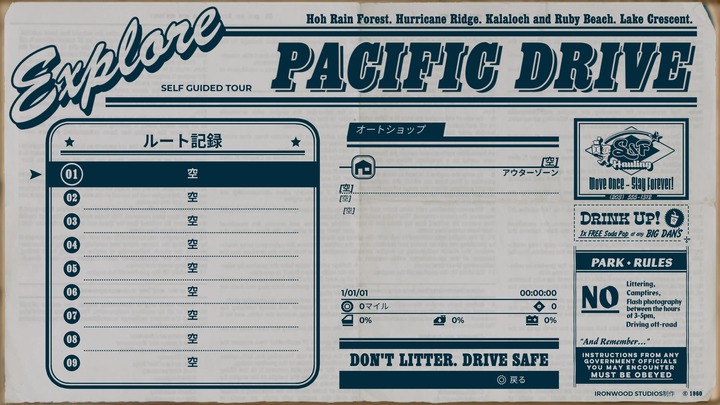 Explore
Hoh Rain Forest. Hurricane Ridge. Kalaloch and Ruby Beach. Lake Crescent.
SELF GUIDED TOUR
PACIFIC DRIVE
ルート記録
01 空
02 空
03 空
04 空
05 空
06 空
07 空
08 空
09 空
オートショップ
[空]
アウターゾーン
[空]
[空]
[空]
1/01/01 00:00:00
0マイル 0
0% 0% 0%
DON'T LITTER. DRIVE SAFE
戻る
S&F
Hauling
Move Once - Stay Forever!
(203) 555-1312
DRINK UP!
1x FREE Soda Pop at any BIG DAN'S
PARK • RULES
NO
Littering,
Campfires,
Flash photography
between the hours
of 3-5pm,
Driving off-road
"And Remember..."
INSTRUCTIONS FROM ANY
GOVERNMENT OFFICIALS
YOU MAY ENCOUNTER
MUST BE OBEYED
IRONWOOD STUDIOS制作 © 1980